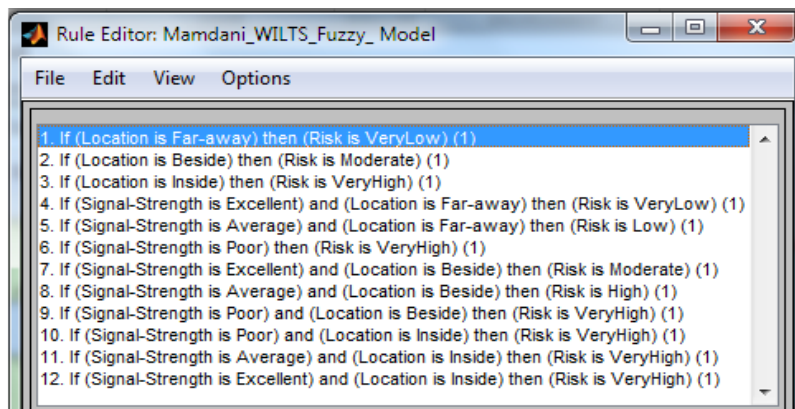 Rule Editor: Mamdani_WILTS_Fuzzy_ Model
File Edit View Options
1. If (Location is Far-away) then (Risk is VeryLow) (1)
2. If (Location is Beside) then (Risk is Moderate) (1)
3. If (Location is Inside) then (Risk is VeryHigh) (1)
4. If (Signal-Strength is Excellent) and (Location is Far-away) then (Risk is VeryLow) (1)
5. If (Signal-Strength is Average) and (Location is Far-away) then (Risk is Low) (1)
6. If (Signal-Strength is Poor) then (Risk is VeryHigh) (1)
7. If (Signal-Strength is Excellent) and (Location is Beside) then (Risk is Moderate) (1)
8. If (Signal-Strength is Average) and (Location is Beside) then (Risk is High) (1)
9. If (Signal-Strength is Poor) and (Location is Beside) then (Risk is VeryHigh) (1)
10. If (Signal-Strength is Poor) and (Location is Inside) then (Risk is VeryHigh) (1)
11. If (Signal-Strength is Average) and (Location is Inside) then (Risk is VeryHigh) (1)
12. If (Signal-Strength is Excellent) and (Location is Inside) then (Risk is VeryHigh) (1)